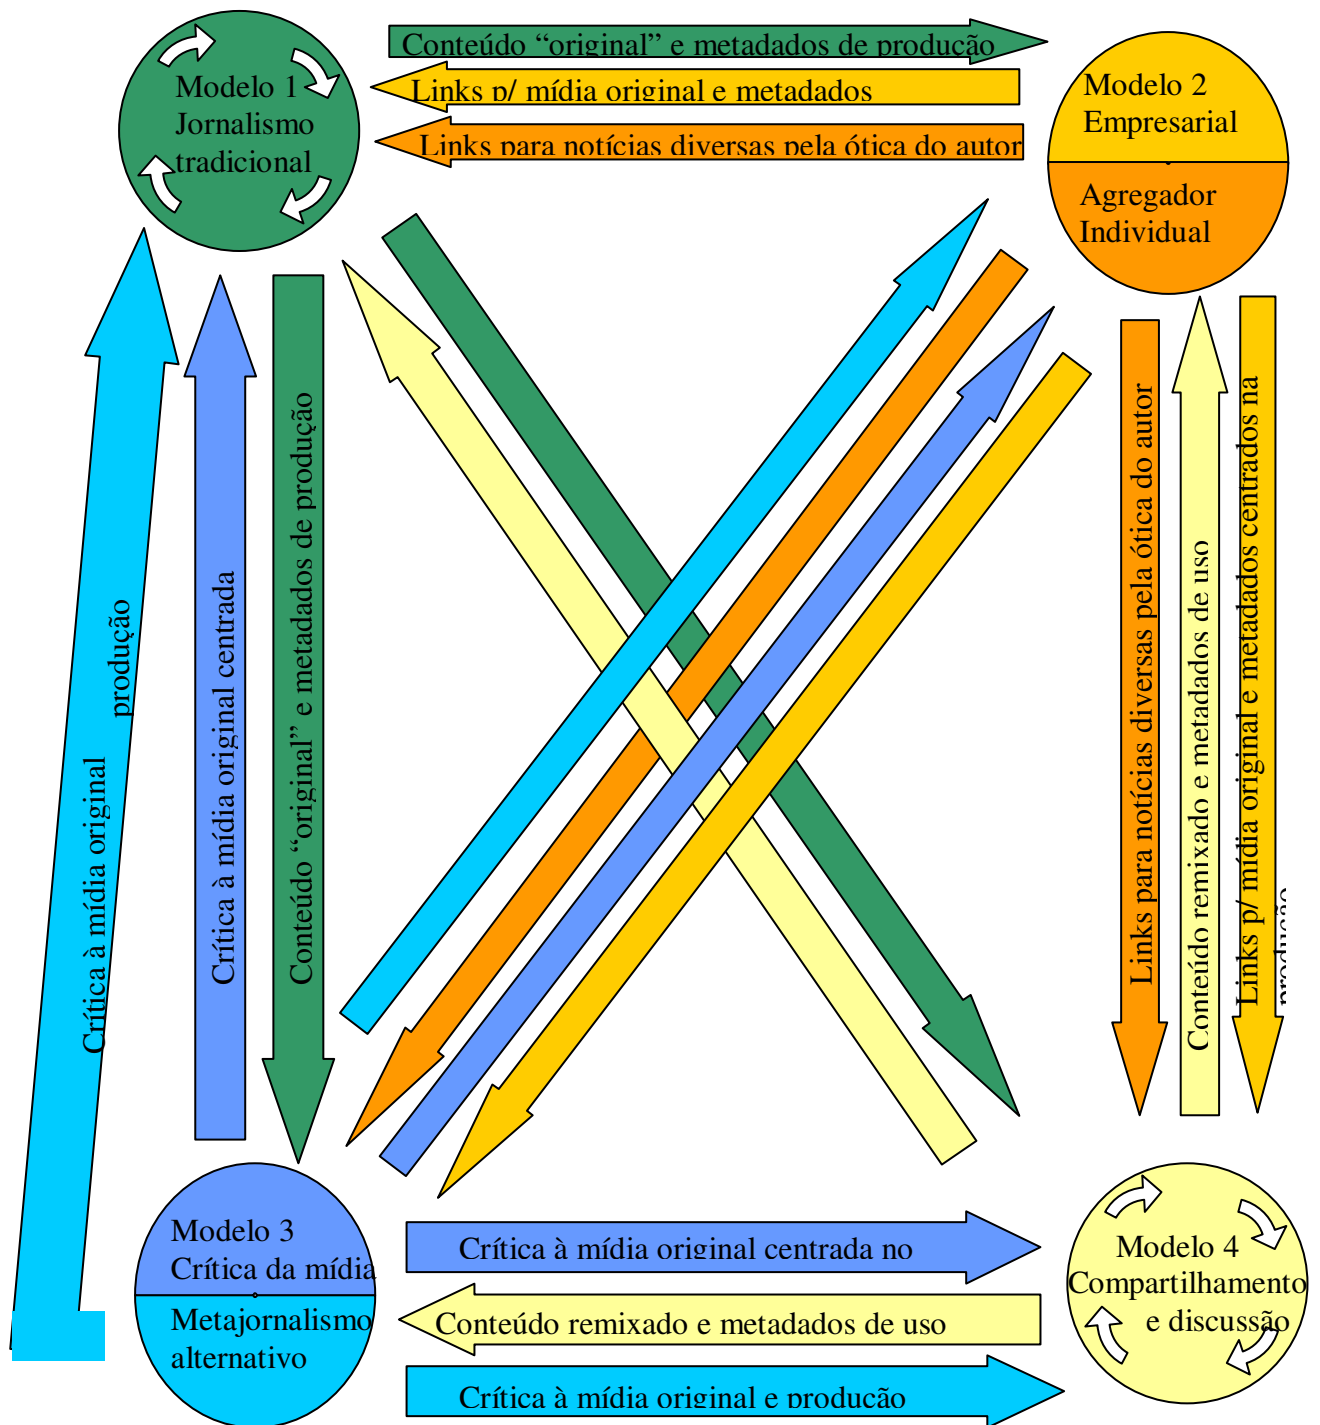 Conteúdo “original” e metadados de produção
Links p/ mídia original e metadados
Links para notícias diversas pela ótica do autor
Modelo 1
Jornalismo
tradicional
Modelo 2
Empresarial
Agregador
Individual
Crítica à mídia original
produção
Crítica à mídia original centrada
Conteúdo “original” e metadados de produção
Links para notícias diversas pela ótica do autor
Conteúdo remixado e metadados de uso
Links p/ mídia original e metadados centrados na
produção
Modelo 3
Crítica da mídia
Metajornalismo
alternativo
Crítica à mídia original centrada no
Conteúdo remixado e metadados de uso
Crítica à mídia original e produção
Modelo 4
Compartilhamento
e discussão